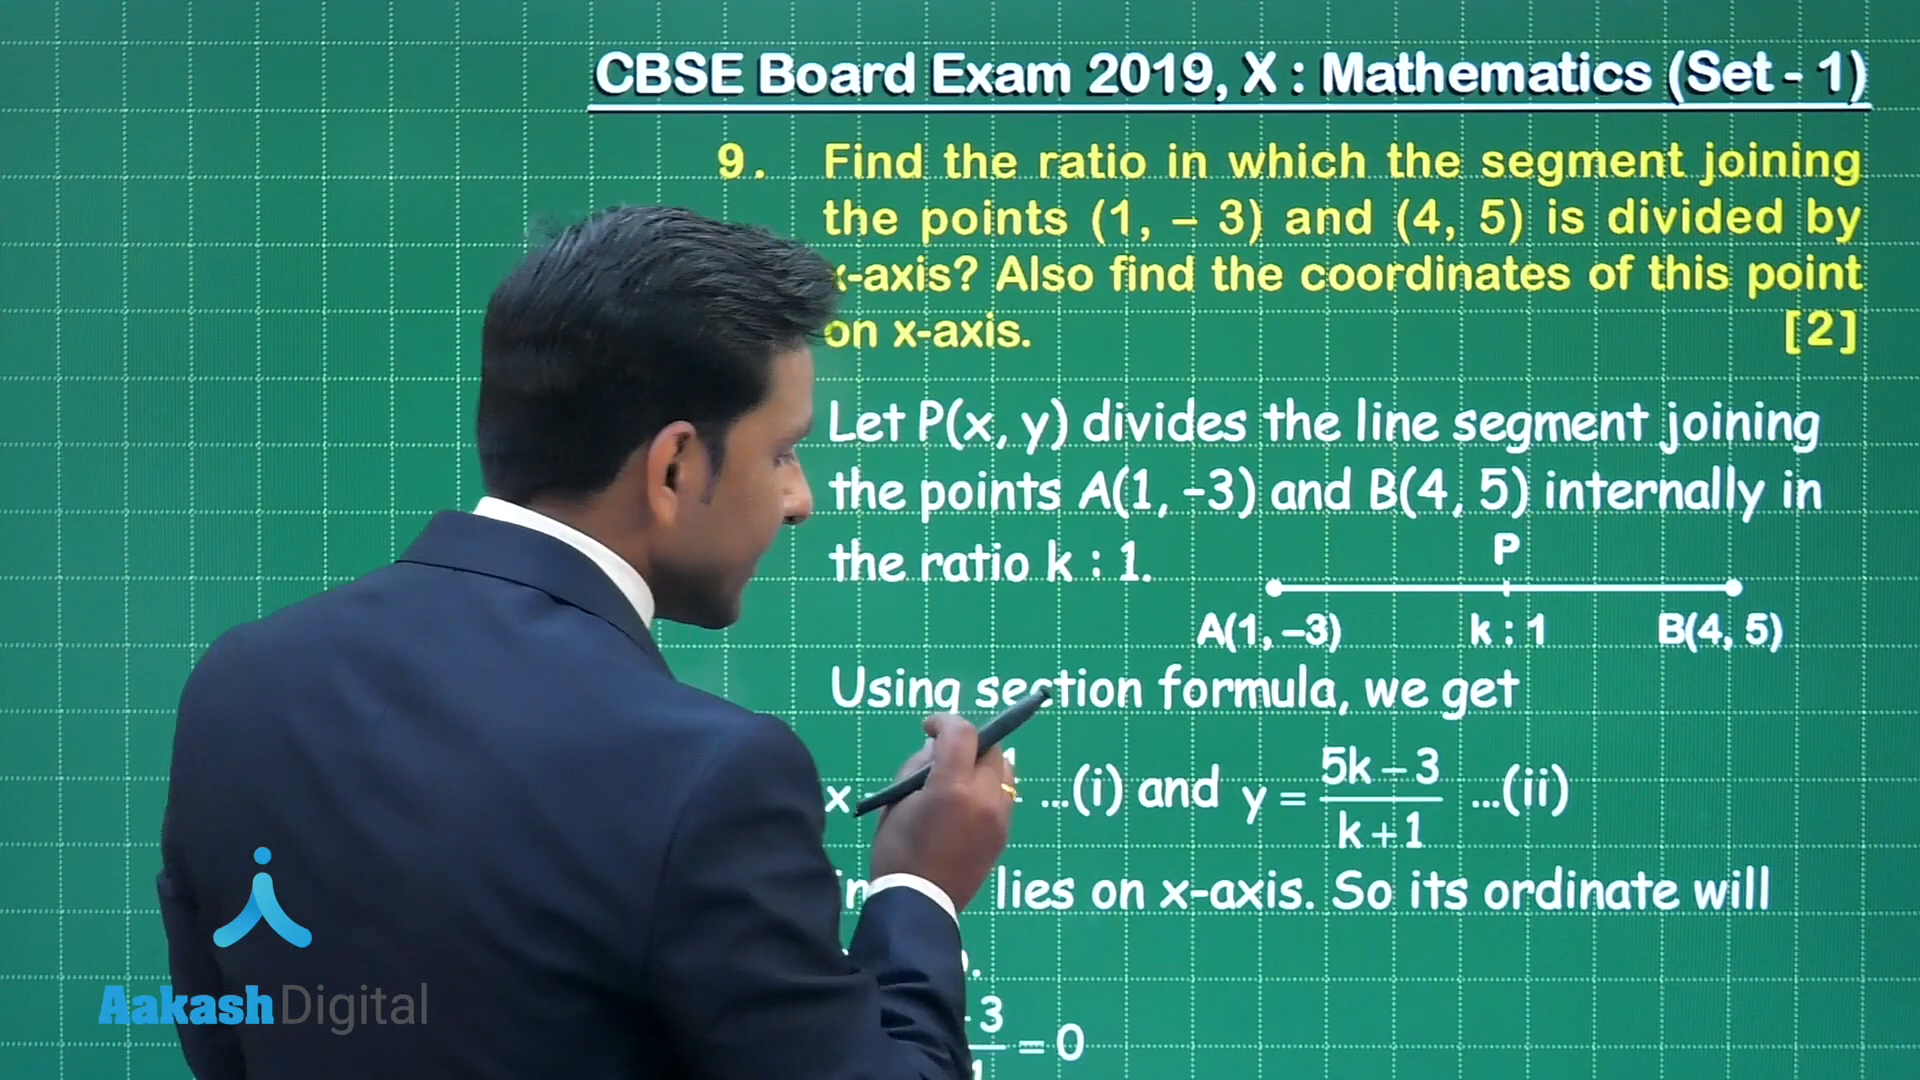 CBSE Board Exam 2019, X : Mathematics (Set - 1)
9. Find the ratio in which the segment joining
the points (1, – 3) and (4, 5) is divided by
x-axis? Also find the coordinates of this point
on x-axis. [2]
Let P(x, y) divides the line segment joining
the points A(1, -3) and B(4, 5) internally in
the ratio k : 1.
P
A(1, –3) k : 1 B(4, 5)
Using section formula, we get
x ...(i) and y = 5k – 3 / k + 1 ...(ii)
lies on x-axis. So its ordinate will
3 / 1 = 0
Aakash Digital